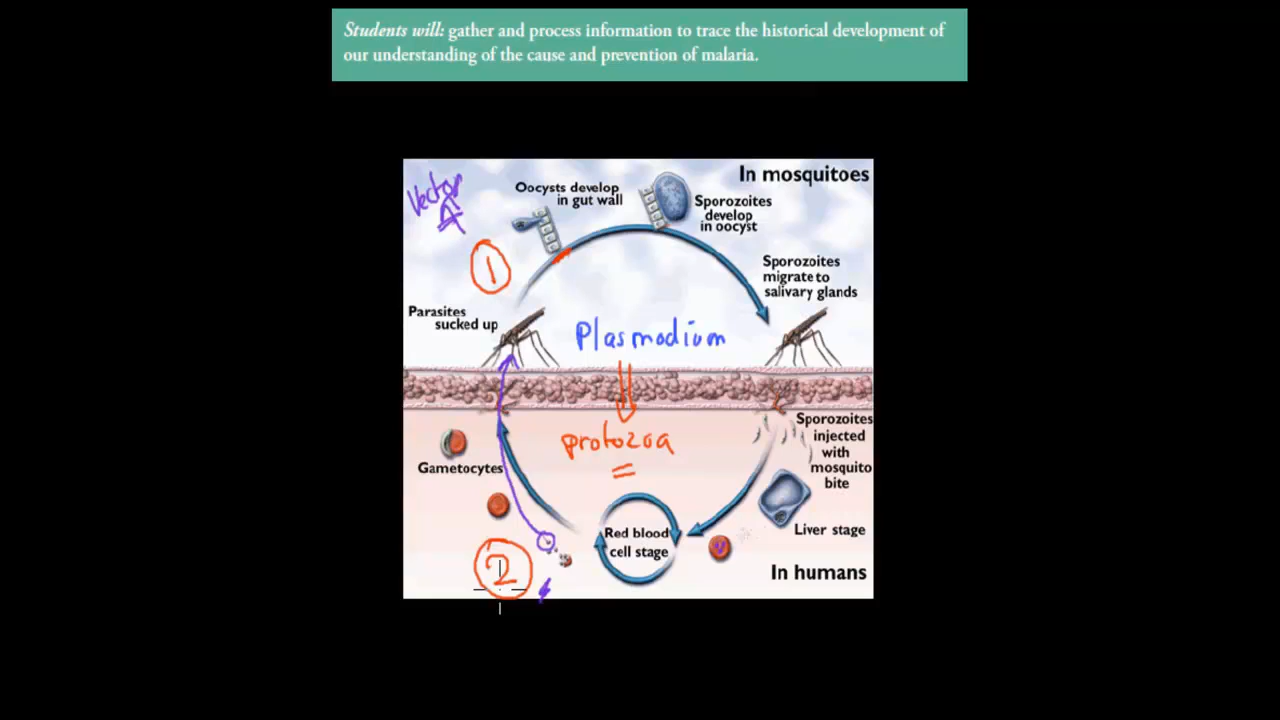 Students will: gather and process information to trace the historical development of
our understanding of the cause and prevention of malaria.
In mosquitoes
Vector
A
Oocysts develop
in gut wall
Sporozoites
develop
in oocyst
1
Sporozoites
migrate to
salivary glands
Parasites
sucked up
Plasmodium
protozoa
Sporozoites
injected
with
mosquito
bite
Gametocytes
Liver stage
Red blood
cell stage
2
In humans